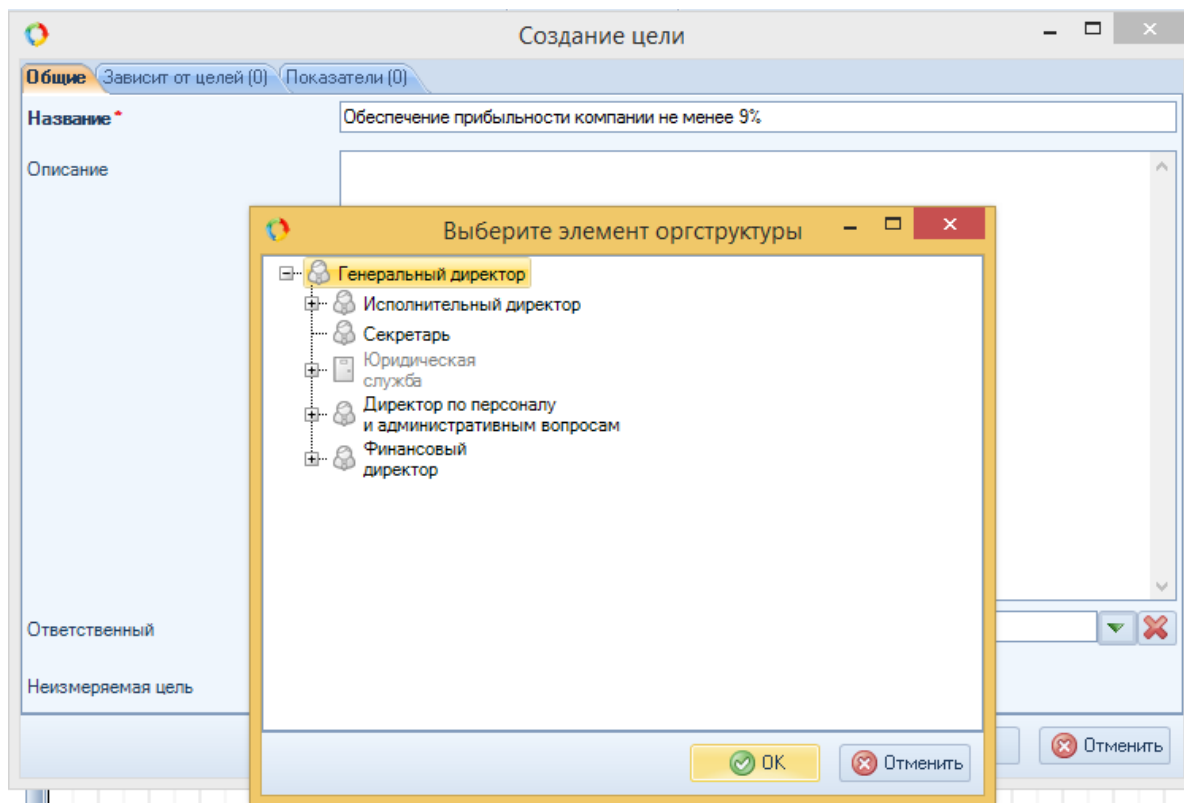 Создание цели
Общие Зависит от целей (0) Показатели (0)
Название* Обеспечение прибыльности компании не менее 9%
Описание
Выберите элемент оргструктуры
Генеральный директор
Исполнительный директор
Секретарь
Юридическая
служба
Директор по персоналу
и административным вопросам
Финансовый
директор
Ответственный
Неизмеряемая цель
OK Отменить
Отменить